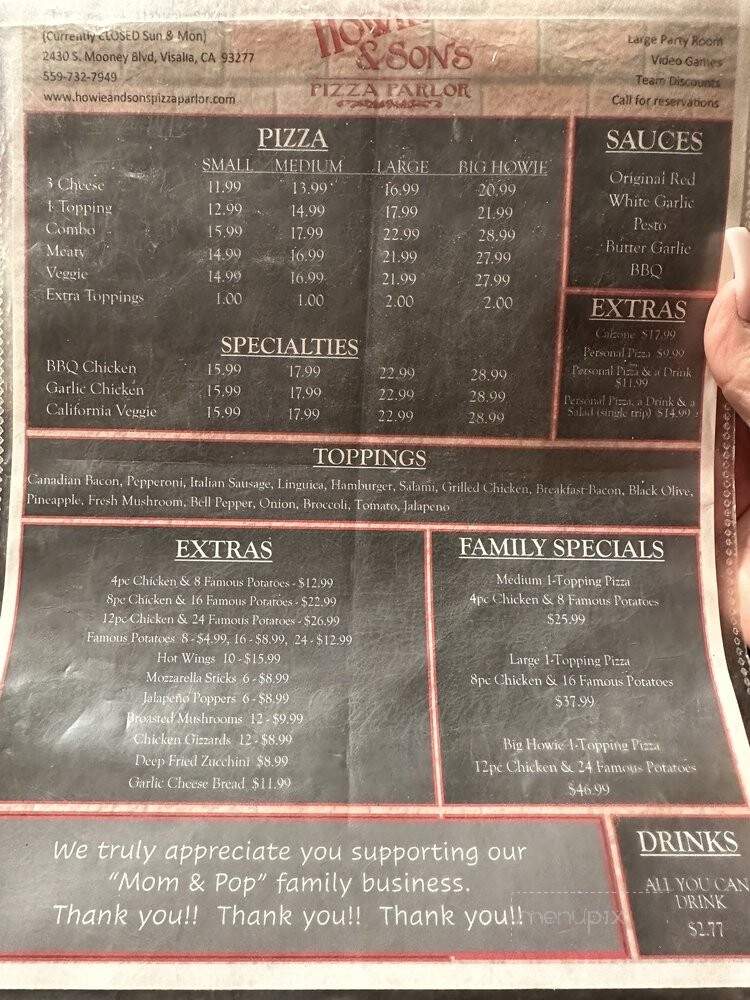 (Currently CLOSED Sun & Mon)
2430 S. Mooney Blvd, Visalia, CA 93277
559-732-7949
www.howieandsonspizzaparlor.com
& SON'S
PIZZA PARLOR
Large Party Room
Video Games
Team Discounts
Call for reservations
PIZZA
SMALL MEDIUM LARGE BIG HOWIE
3 Cheese 11.99 13.99 16.99 20.99
1 Topping 12.99 14.99 17.99 21.99
Combo 15.99 17.99 22.99 28.99
Meaty 14.99 16.99 21.99 27.99
Veggie 14.99 16.99 21.99 27.99
Extra Toppings 1.00 1.00 2.00 2.00
SPECIALTIES
BBQ Chicken 15.99 17.99 22.99 28.99
Garlic Chicken 15.99 17.99 22.99 28.99
California Veggie 15.99 17.99 22.99 28.99
SAUCES
Original Red
White Garlic
Pesto
Butter Garlic
BBQ
EXTRAS
Calzone $17.99
Personal Pizza $9.99
Personal Pizza & a Drink
$11.99
Personal Pizza, a Drink & a
Salad (single trip) $14.99
TOPPINGS
Canadian Bacon, Pepperoni, Italian Sausage, Linguica, Hamburger, Salami, Grilled Chicken, Breakfast Bacon, Black Olive,
Pineapple, Fresh Mushroom, Bell Pepper, Onion, Broccoli, Tomato, Jalapeno
EXTRAS
4pc Chicken & 8 Famous Potatoes - $12.99
8pc Chicken & 16 Famous Potatoes - $22.99
12pc Chicken & 24 Famous Potatoes - $26.99
Famous Potatoes 8 - $4.99, 16 - $8.99, 24 - $12.99
Hot Wings 10 - $15.99
Mozzarella Sticks 6 - $8.99
Jalapeño Poppers 6 - $8.99
Broasted Mushrooms 12 - $9.99
Chicken Gizzards 12 - $8.99
Deep Fried Zucchini $8.99
Garlic Cheese Bread $11.99
FAMILY SPECIALS
Medium 1-Topping Pizza
4pc Chicken & 8 Famous Potatoes
$25.99
Large 1-Topping Pizza
8pc Chicken & 16 Famous Potatoes
$37.99
Big Howie 1-Topping Pizza
12pc Chicken & 24 Famous Potatoes
$46.99
We truly appreciate you supporting our
"Mom & Pop" family business.
Thank you!! Thank you!! Thank you!!
menupix
DRINKS
ALL YOU CAN
DRINK
$2.77